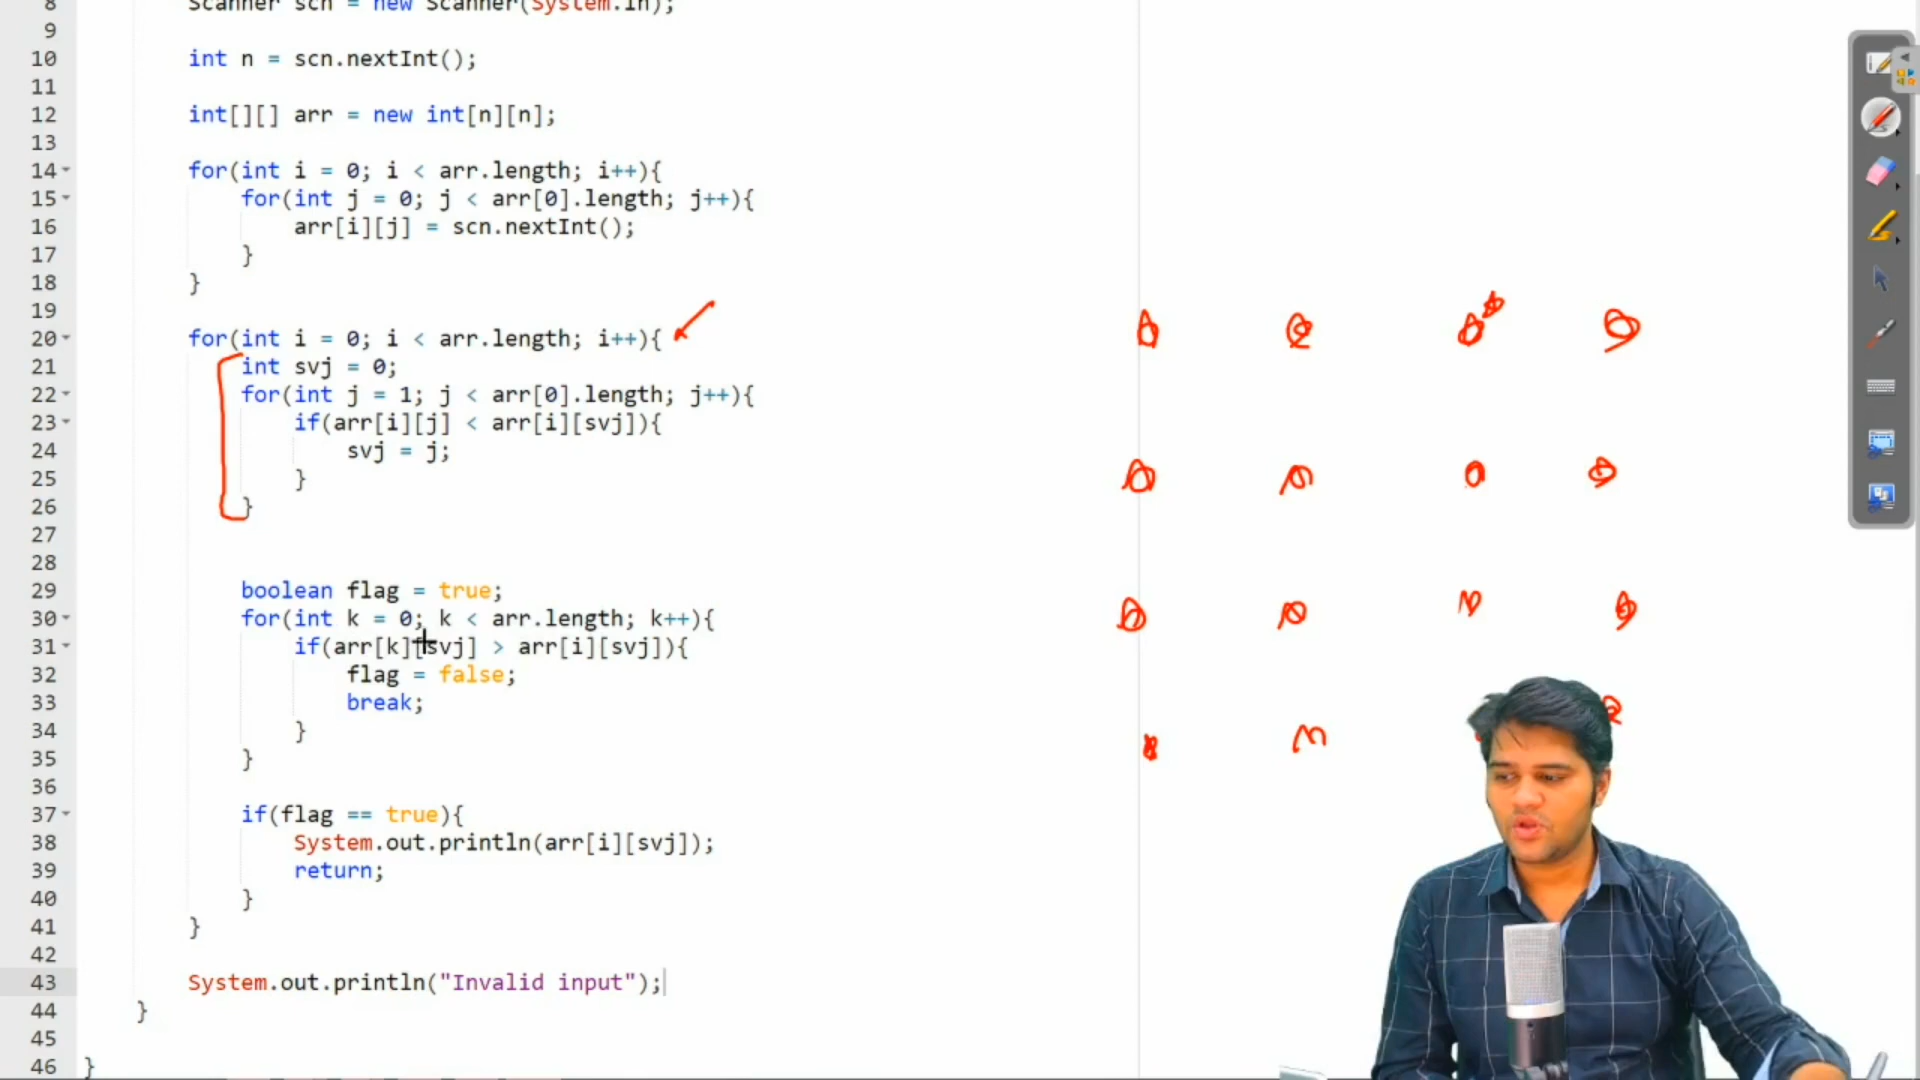 8 Scanner scn = new Scanner(System.in);
9
10 int n = scn.nextInt();
11
12 int[][] arr = new int[n][n];
13
14 for(int i = 0; i < arr.length; i++){
15 for(int j = 0; j < arr[0].length; j++){
16 arr[i][j] = scn.nextInt();
17 }
18 }
19
20 for(int i = 0; i < arr.length; i++){
21 int svj = 0;
22 for(int j = 1; j < arr[0].length; j++){
23 if(arr[i][j] < arr[i][svj]){
24 svj = j;
25 }
26 }
27
28
29 boolean flag = true;
30 for(int k = 0; k < arr.length; k++){
31 if(arr[k][svj] > arr[i][svj]){
32 flag = false;
33 break;
34 }
35 }
36
37 if(flag == true){
38 System.out.println(arr[i][svj]);
39 return;
40 }
41 }
42
43 System.out.println("Invalid input");
44 }
45
46 }